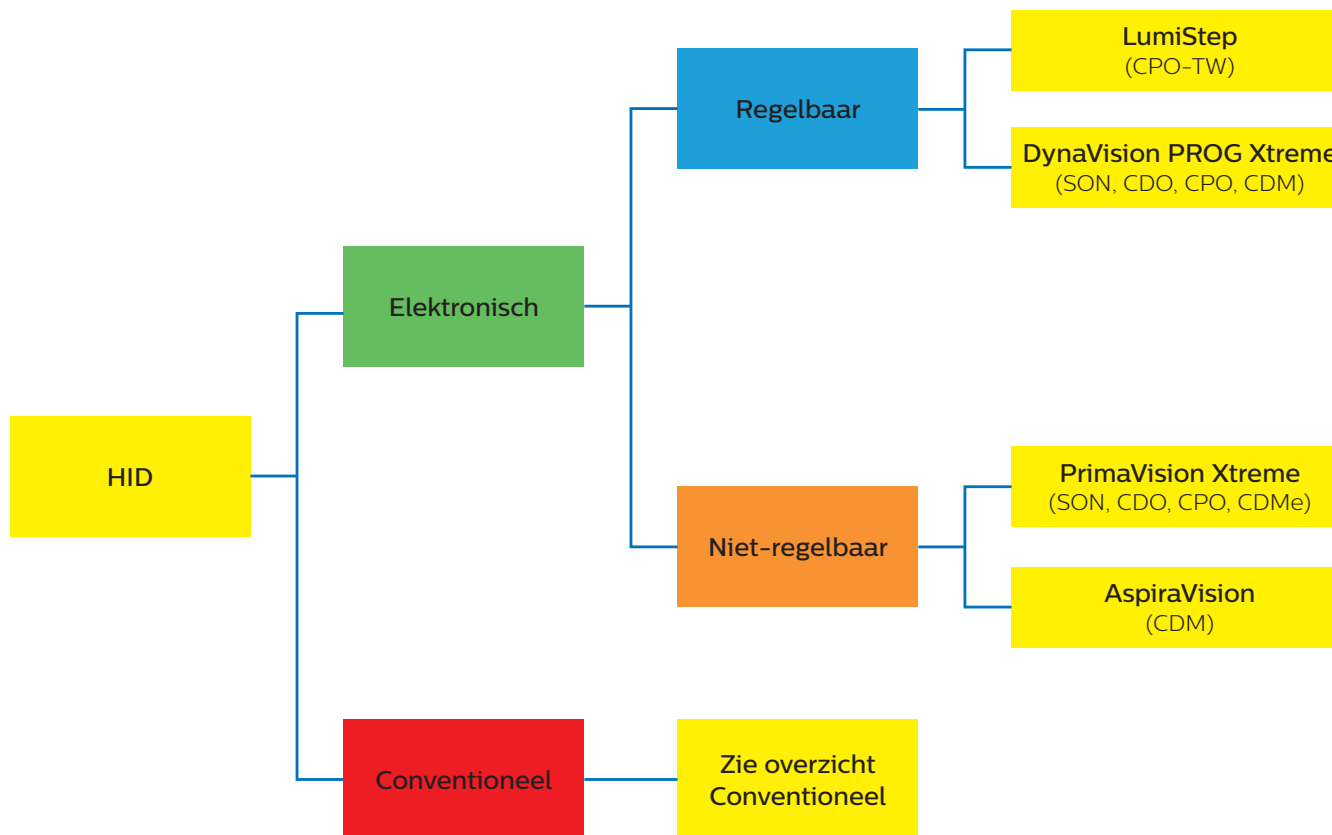 LumiStep
(CPO-TW)
Regelbaar
DynaVision PROG Xtreme
(SON, CDO, CPO, CDM)
Elektronisch
HID
PrimaVision Xtreme
(SON, CDO, CPO, CDMe)
Niet-regelbaar
AspiraVision
(CDM)
Conventioneel
Zie overzicht
Conventioneel